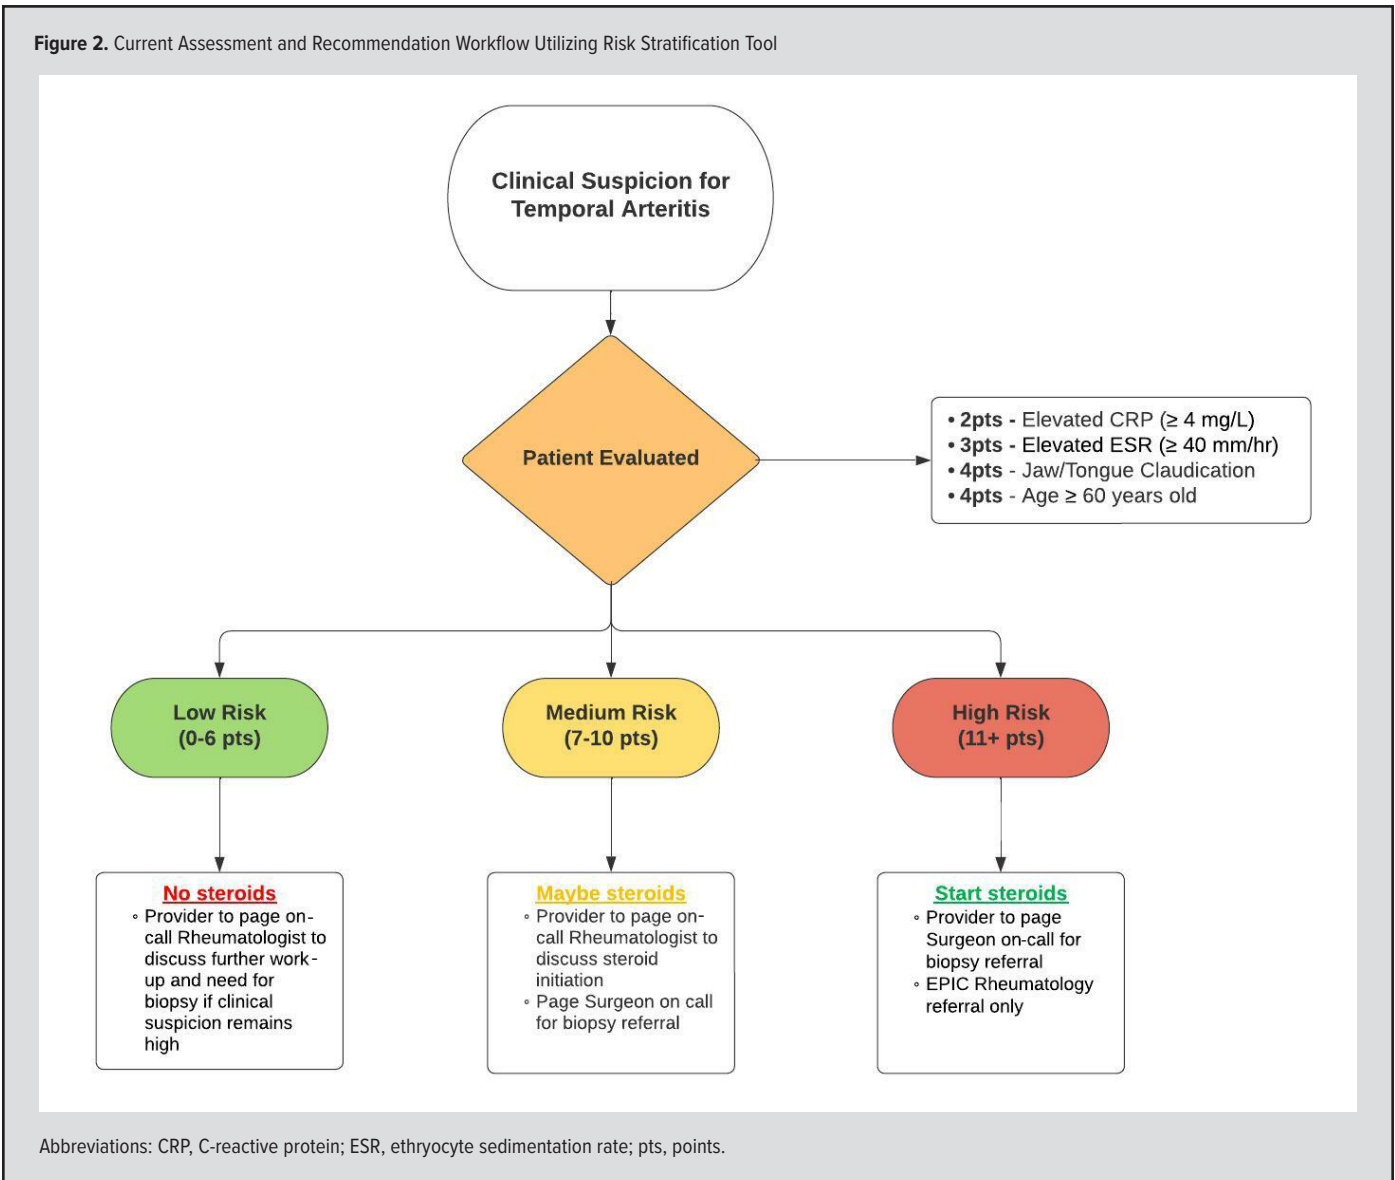 Figure 2. Current Assessment and Recommendation Workflow Utilizing Risk Stratification Tool
Clinical Suspicion for
Temporal Arteritis
Patient Evaluated
• 2pts - Elevated CRP (≥ 4 mg/L)
• 3pts - Elevated ESR (≥ 40 mm/hr)
• 4pts - Jaw/Tongue Claudication
• 4pts - Age ≥ 60 years old
Low Risk
(0-6 pts)
Medium Risk
(7-10 pts)
High Risk
(11+ pts)
No steroids
◦ Provider to page on-
call Rheumatologist to
discuss further work-
up and need for
biopsy if clinical
suspicion remains
high
Maybe steroids
◦ Provider to page on-
call Rheumatologist to
discuss steroid
initiation
◦ Page Surgeon on call
for biopsy referral
Start steroids
◦ Provider to page
Surgeon on-call for
biopsy referral
◦ EPIC Rheumatology
referral only
Abbreviations: CRP, C-reactive protein; ESR, ethryocyte sedimentation rate; pts, points.